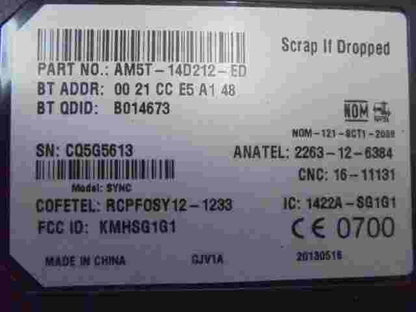 Scrap If Dropped
PART NO.: AM5T-14D212-ED
BT ADDR: 00 21 CC E5 A1 48
BT QDID: B014673
NOM
NOM-121-SCT1-2009
SN: CQ5G5613
ANATEL: 2263-12-6384
Model: SYNC
CNC: 16-11131
COFETEL: RCPFOSY12-1233
IC: 1422A-SG1G1
FCC ID: KMHSG1G1
CE 0700
MADE IN CHINA
GJV1A
20130516